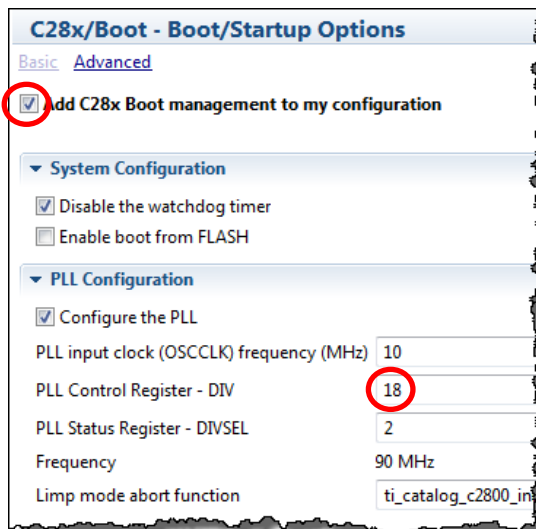 C28x/Boot - Boot/Startup Options
Basic Advanced
Add C28x Boot management to my configuration
System Configuration
Disable the watchdog timer
Enable boot from FLASH
PLL Configuration
Configure the PLL
PLL input clock (OSCCLK) frequency (MHz) 10
PLL Control Register - DIV 18
PLL Status Register - DIVSEL 2
Frequency 90 MHz
Limp mode abort function ti_catalog_c2800_in